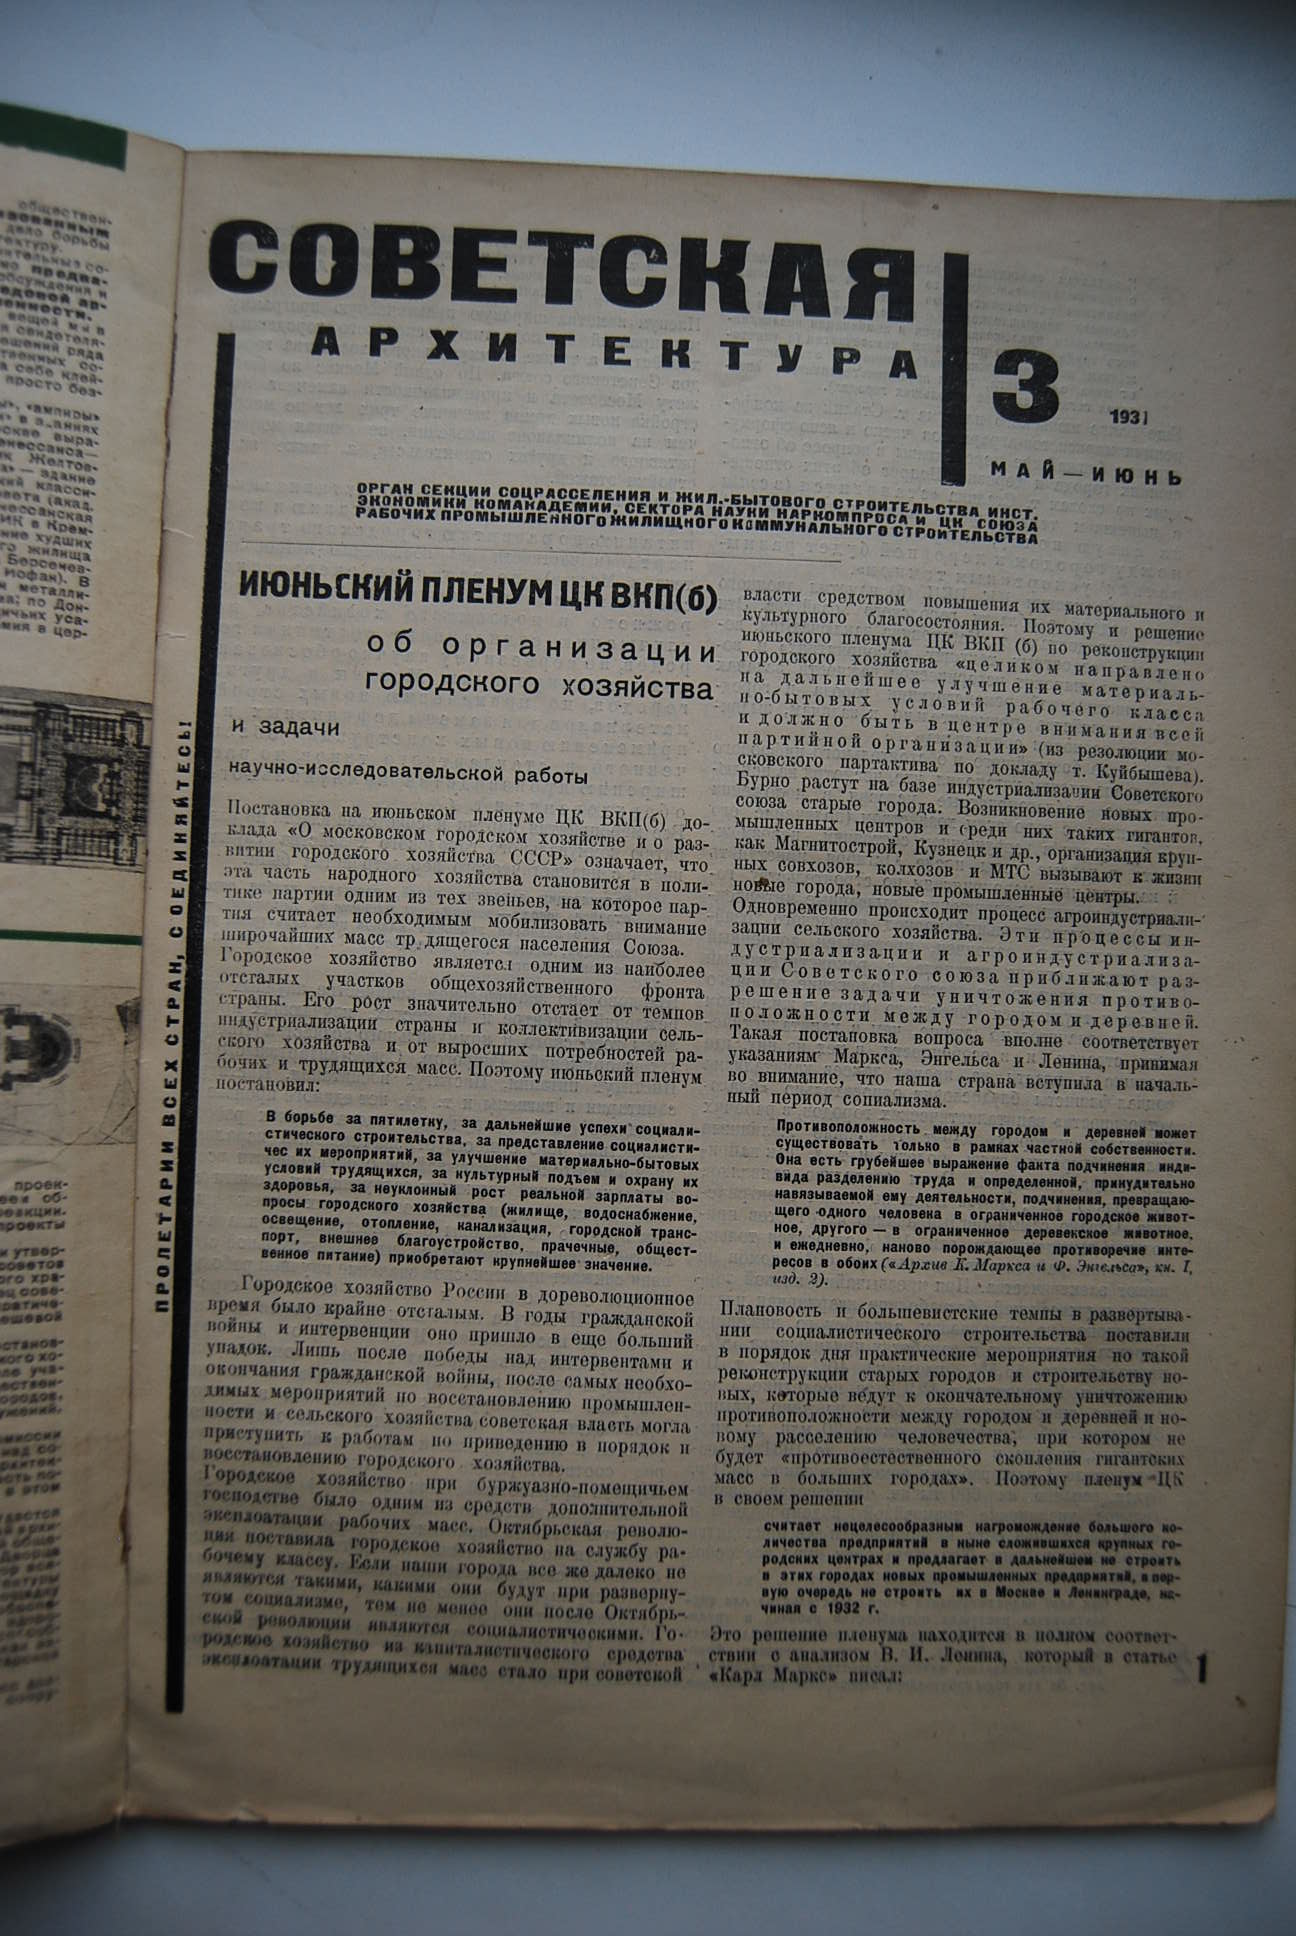 СОВЕТСКАЯ
АРХИТЕКТУРА
3
1931
МАЙ—ИЮНЬ
ОРГАН СЕКЦИИ СОЦРАССЕЛЕНИЯ И ЖИЛ.-БЫТОВОГО СТРОИТЕЛЬСТВА ИНСТ.
ЭКОНОМИКИ КОМАКАДЕМИИ, СЕКТОРА НАУКИ НАРКОМПРОСА И ЦК СОЮЗА
РАБОЧИХ ПРОМЫШЛЕННОГО ЖИЛИЩНОГО КОММУНАЛЬНОГО СТРОИТЕЛЬСТВА
ПРОЛЕТАРИИ ВСЕХ СТРАН, СОЕДИНЯЙТЕСЬ!
ИЮНЬСКИЙ ПЛЕНУМ ЦК ВКП(б)
об организации
городского хозяйства
и задачи
научно-исследовательской работы
Постановка на июньском пленуме ЦК ВКП(б) до-
клада «О московском городском хозяйстве и о раз-
витии городского хозяйства СССР» означает, что
эта часть народного хозяйства становится в поли-
тике партии одним из тех звеньев, на которое пар-
тия считает необходимым мобилизовать внимание
широчайших масс тр дящегося населения Союза.
Городское хозяйство является одним из наиболее
отсталых участков общехозяйственного фронта
страны. Его рост значительно отстает от темпов
индустриализации страны и коллективизации сель-
ского хозяйства и от выросших потребностей ра-
бочих и трудящихся масс. Поэтому июньский пленум
постановил:
В борьбе за пятилетку, за дальнейшие успехи социали-
стического строительства, за представление социалисти-
чес их мероприятий, за улучшение материально-бытовых
условий трудящихся, за культурный подъем и охрану их
здоровья, за неуклонный рост реальной зарплаты во-
просы городского хозяйства (жилище, водоснабжение,
освещение, отопление, канализация, городской транс-
порт, внешнее благоустройство, прачечные, общест-
венное питание) приобретают крупнейшее значение.
Городское хозяйство России в дореволюционное
время было крайне отсталым. В годы гражданской
войны и интервенции оно пришло в еще больший
упадок. Лишь после победы над интервентами и
окончания гражданской войны, после самых необхо-
димых мероприятий по восстановлению промышлен-
ности и сельского хозяйства советская власть могла
приступить к работам по приведению в порядок и
восстановлению городского хозяйства.
Городское хозяйство при буржуазно-помещичьем
господстве было одним из средств дополнительной
эксплоатации рабочих масс. Октябрьская револю-
ция поставила городское хозяйство на службу ра-
бочему классу. Если наши города все же далеко не
являются такими, какими они будут при разверну-
том социализме, тем не менее они после Октябрь-
ской революции являются социалистическими. Го-
родское хозяйство из капиталистического средства
эксплоатации трудящихся масс стало при советской
власти средством повышения их материального и
культурного благосостояния. Поэтому и решение
июньского пленума ЦК ВКП (б) по реконструкции
городского хозяйства «целиком направлено
на дальнейшее улучшение материаль-
но-бытовых условий рабочего класса
и должно быть в центре внимания всей
партийной организации» (из резолюции мо-
сковского партактива по докладу т. Куйбышева).
Бурно растут на базе индустриализации Советского
союза старые города. Возникновение новых про-
мышленных центров и среди них таких гигантов,
как Магнитострой, Кузнецк и др., организация круп-
ных совхозов, колхозов и МТС вызывают к жизни
новые города, новые промышленные центры.
Одновременно происходит процесс агроиндустриали-
зации сельского хозяйства. Эти процессы ин-
дустриализации и агроиндустриализа-
ции Советского союза приближают раз-
решение задачи уничтожения противо-
положности между городом и деревней.
Такая постановка вопроса вполне соответствует
указаниям Маркса, Энгельса и Ленина, принимая
во внимание, что наша страна вступила в началь-
ный период социализма.
Противоположность между городом и деревней может
существовать только в рамках частной собственности.
Она есть грубейшее выражение факта подчинения инди-
вида разделению труда и определенной, принудительно
навязываемой ему деятельности, подчинения, превращаю-
щего одного человека в ограниченное городское живот-
ное, другого — в ограниченное деревекское животное,
и ежедневно, наново порождающее противоречие инте-
ресов в обоих («Архив К. Маркса и Ф. Энгельса», кн. I,
изд. 2).
Плановость и большевистские темпы в развертыва-
нии социалистического строительства поставили
в порядок дня практические мероприятия по такой
реконструкции старых городов и строительству но-
вых, которые ведут к окончательному уничтожению
противоположности между городом и деревней и но-
вому расселению человечества, при котором не
будет «противоестественного скопления гигантских
масс в больших городах». Поэтому пленум ЦК
в своем решении
считает нецелесообразным нагромождение большого ко-
личества предприятий в ныне сложившихся крупных го-
родских центрах и предлагает в дальнейшем не строить
в этих городах новых промышленных предприятий, в пер-
вую очередь не строить их в Москве и Ленинграде, на-
чиная с 1932 г.
Это решение пленума находится в полном соответ-
ствии с анализом В. И. Ленина, который в статье
«Карл Маркс» писал:
1